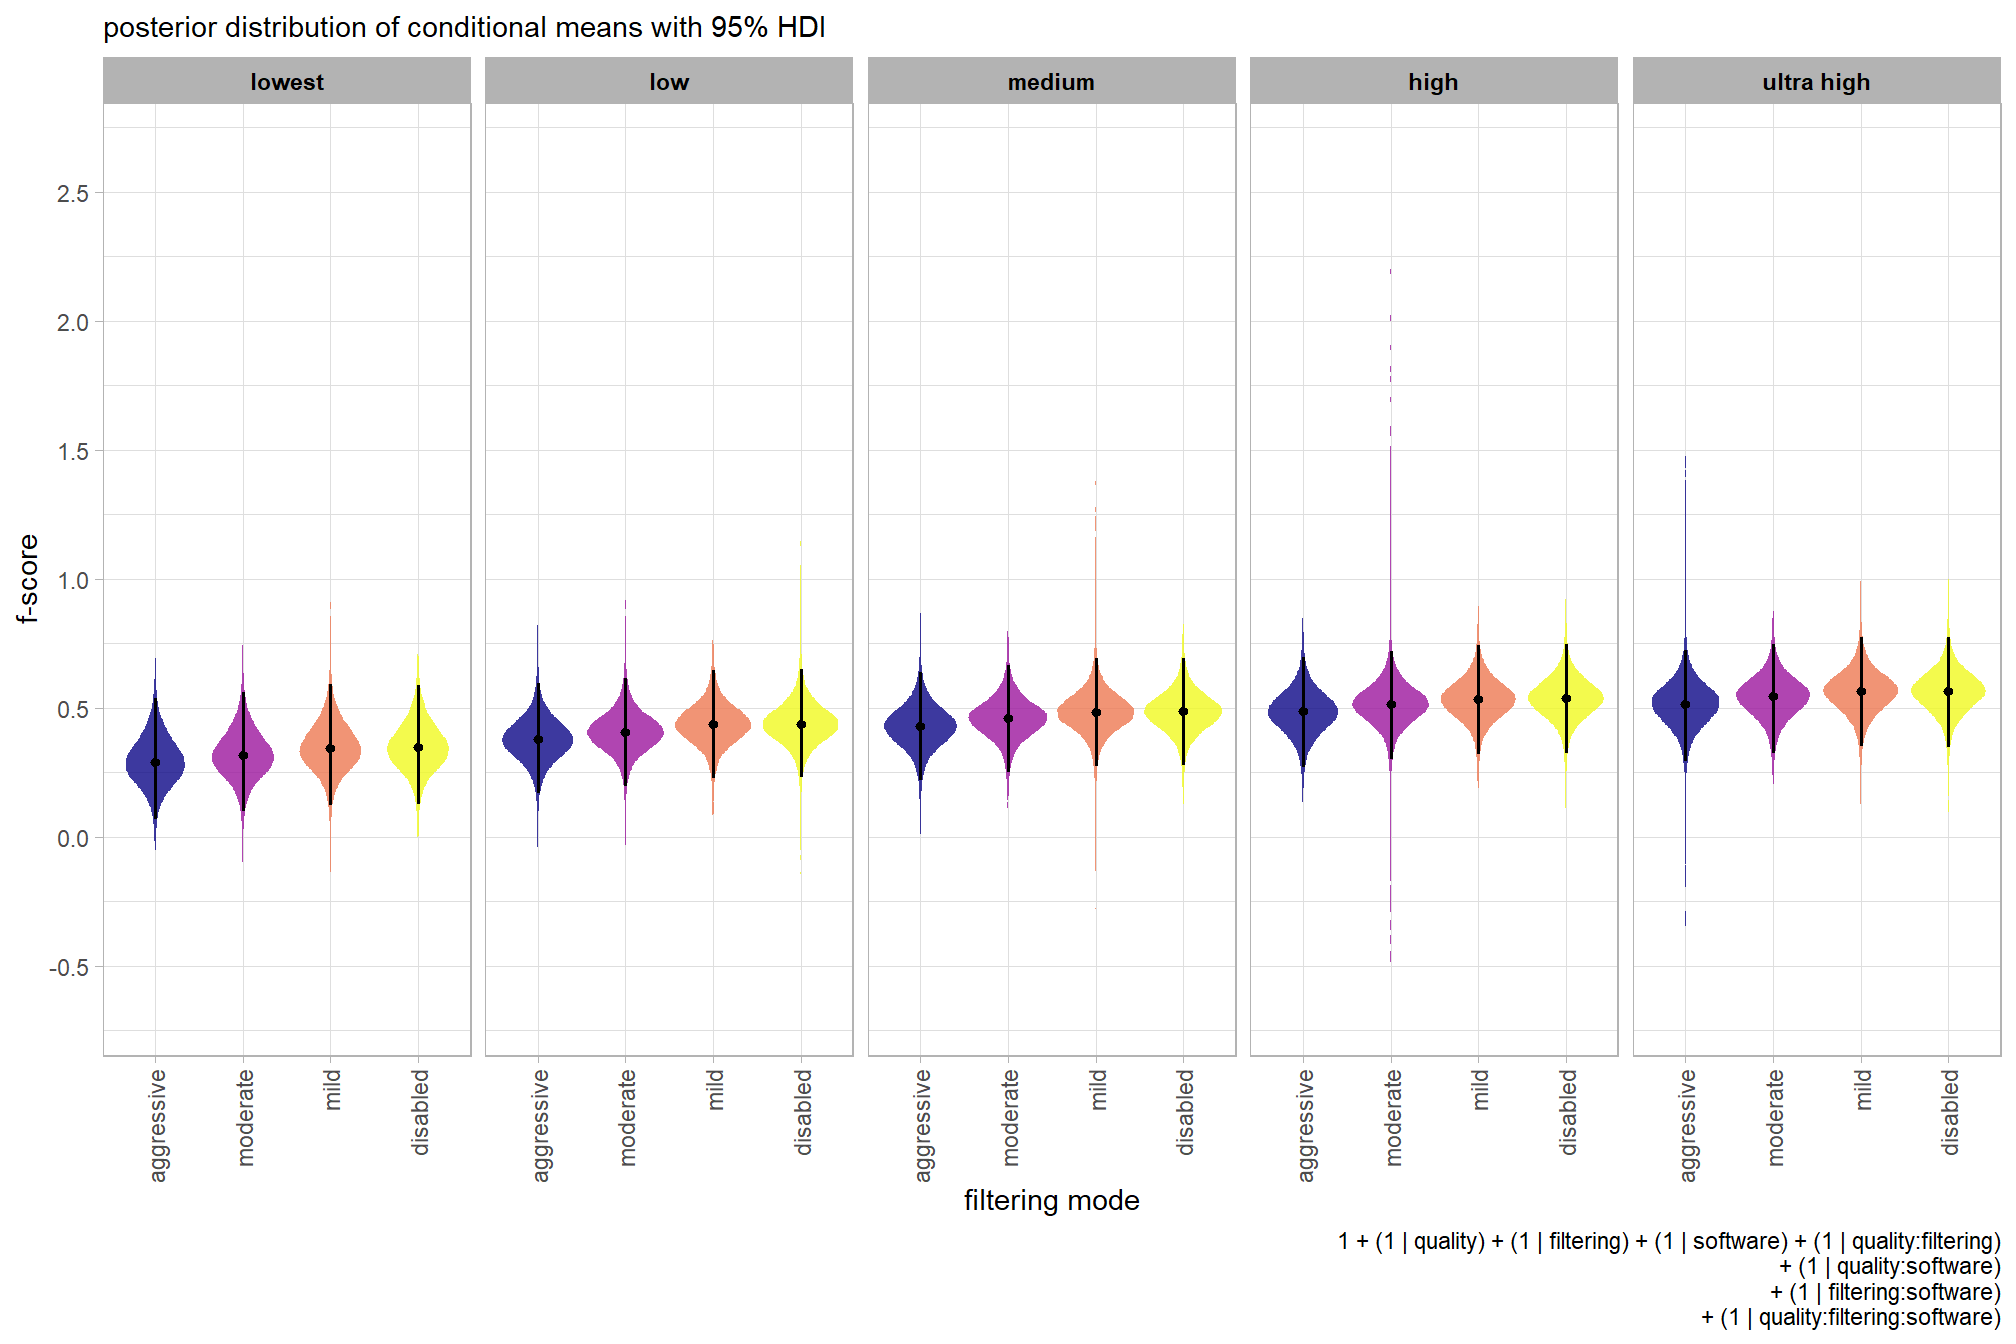 posterior distribution of conditional means with 95% HDI
lowest
low
medium
high
ultra high
f-score
2.5
2.0
1.5
1.0
0.5
0.0
-0.5
aggressive
moderate
mild
disabled
aggressive
moderate
mild
disabled
aggressive
moderate
mild
disabled
aggressive
moderate
mild
disabled
aggressive
moderate
mild
disabled
filtering mode
1 + (1 | quality) + (1 | filtering) + (1 | software) + (1 | quality:filtering)
+ (1 | quality:software)
+ (1 | filtering:software)
+ (1 | quality:filtering:software)